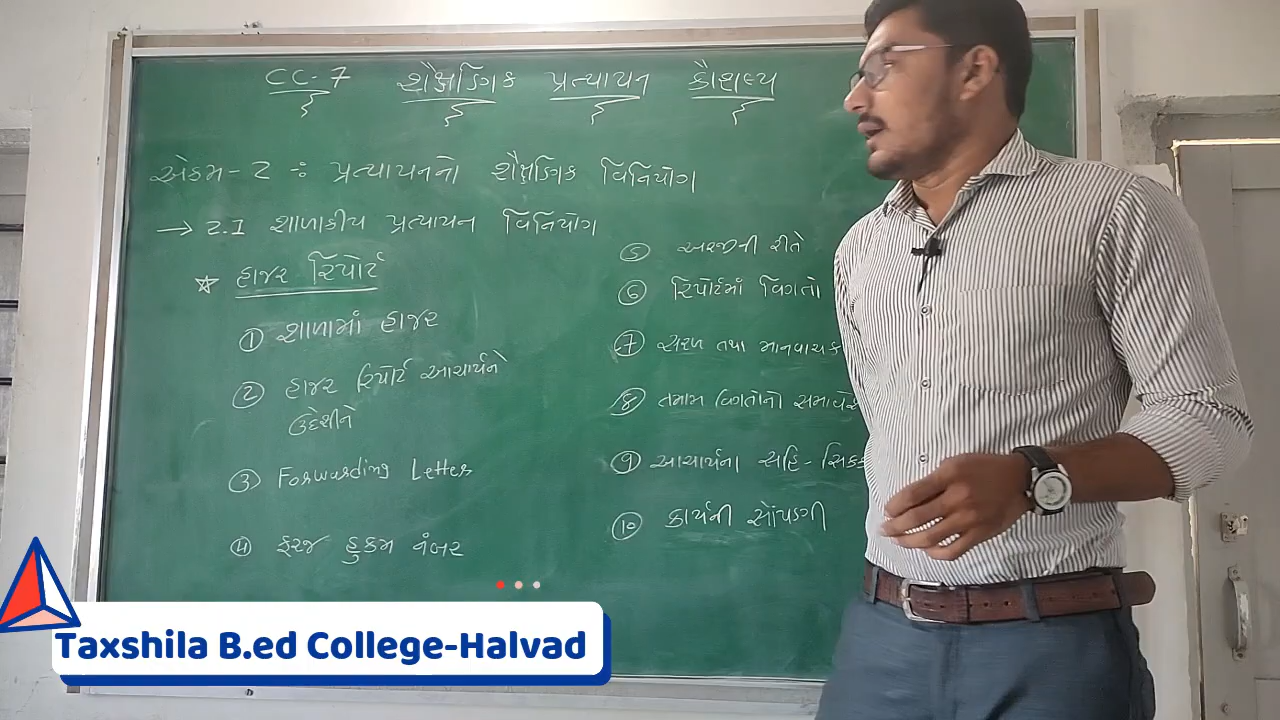 CC-7 શૈક્ષણિક પ્રત્યાયન કૌશલ્ય
એકમ-2 ઃ પ્રત્યાયનનો શૈક્ષણિક વિનિયોગ
→ 2.1 શાળાકીય પ્રત્યાયન વિનિયોગ
☆ હાજર રિપોર્ટ
① શાળામાં હાજર
② હાજર રિપોર્ટ આચાર્યને
ઉદેશીને
③ Forwarding Letter
④ ફરજ હુકમ નંબર
⑤ અરજીની રીતે
⑥ રિપોર્ટમાં વિગતો
⑦ સરળ તથા માનવાચક
⑧ તમામ વિગતોનો
⑨ આચાર્યના સહિ-સિક્ક
⑩ કાર્યની સોંપણી
Taxshila B.ed College-Halvad